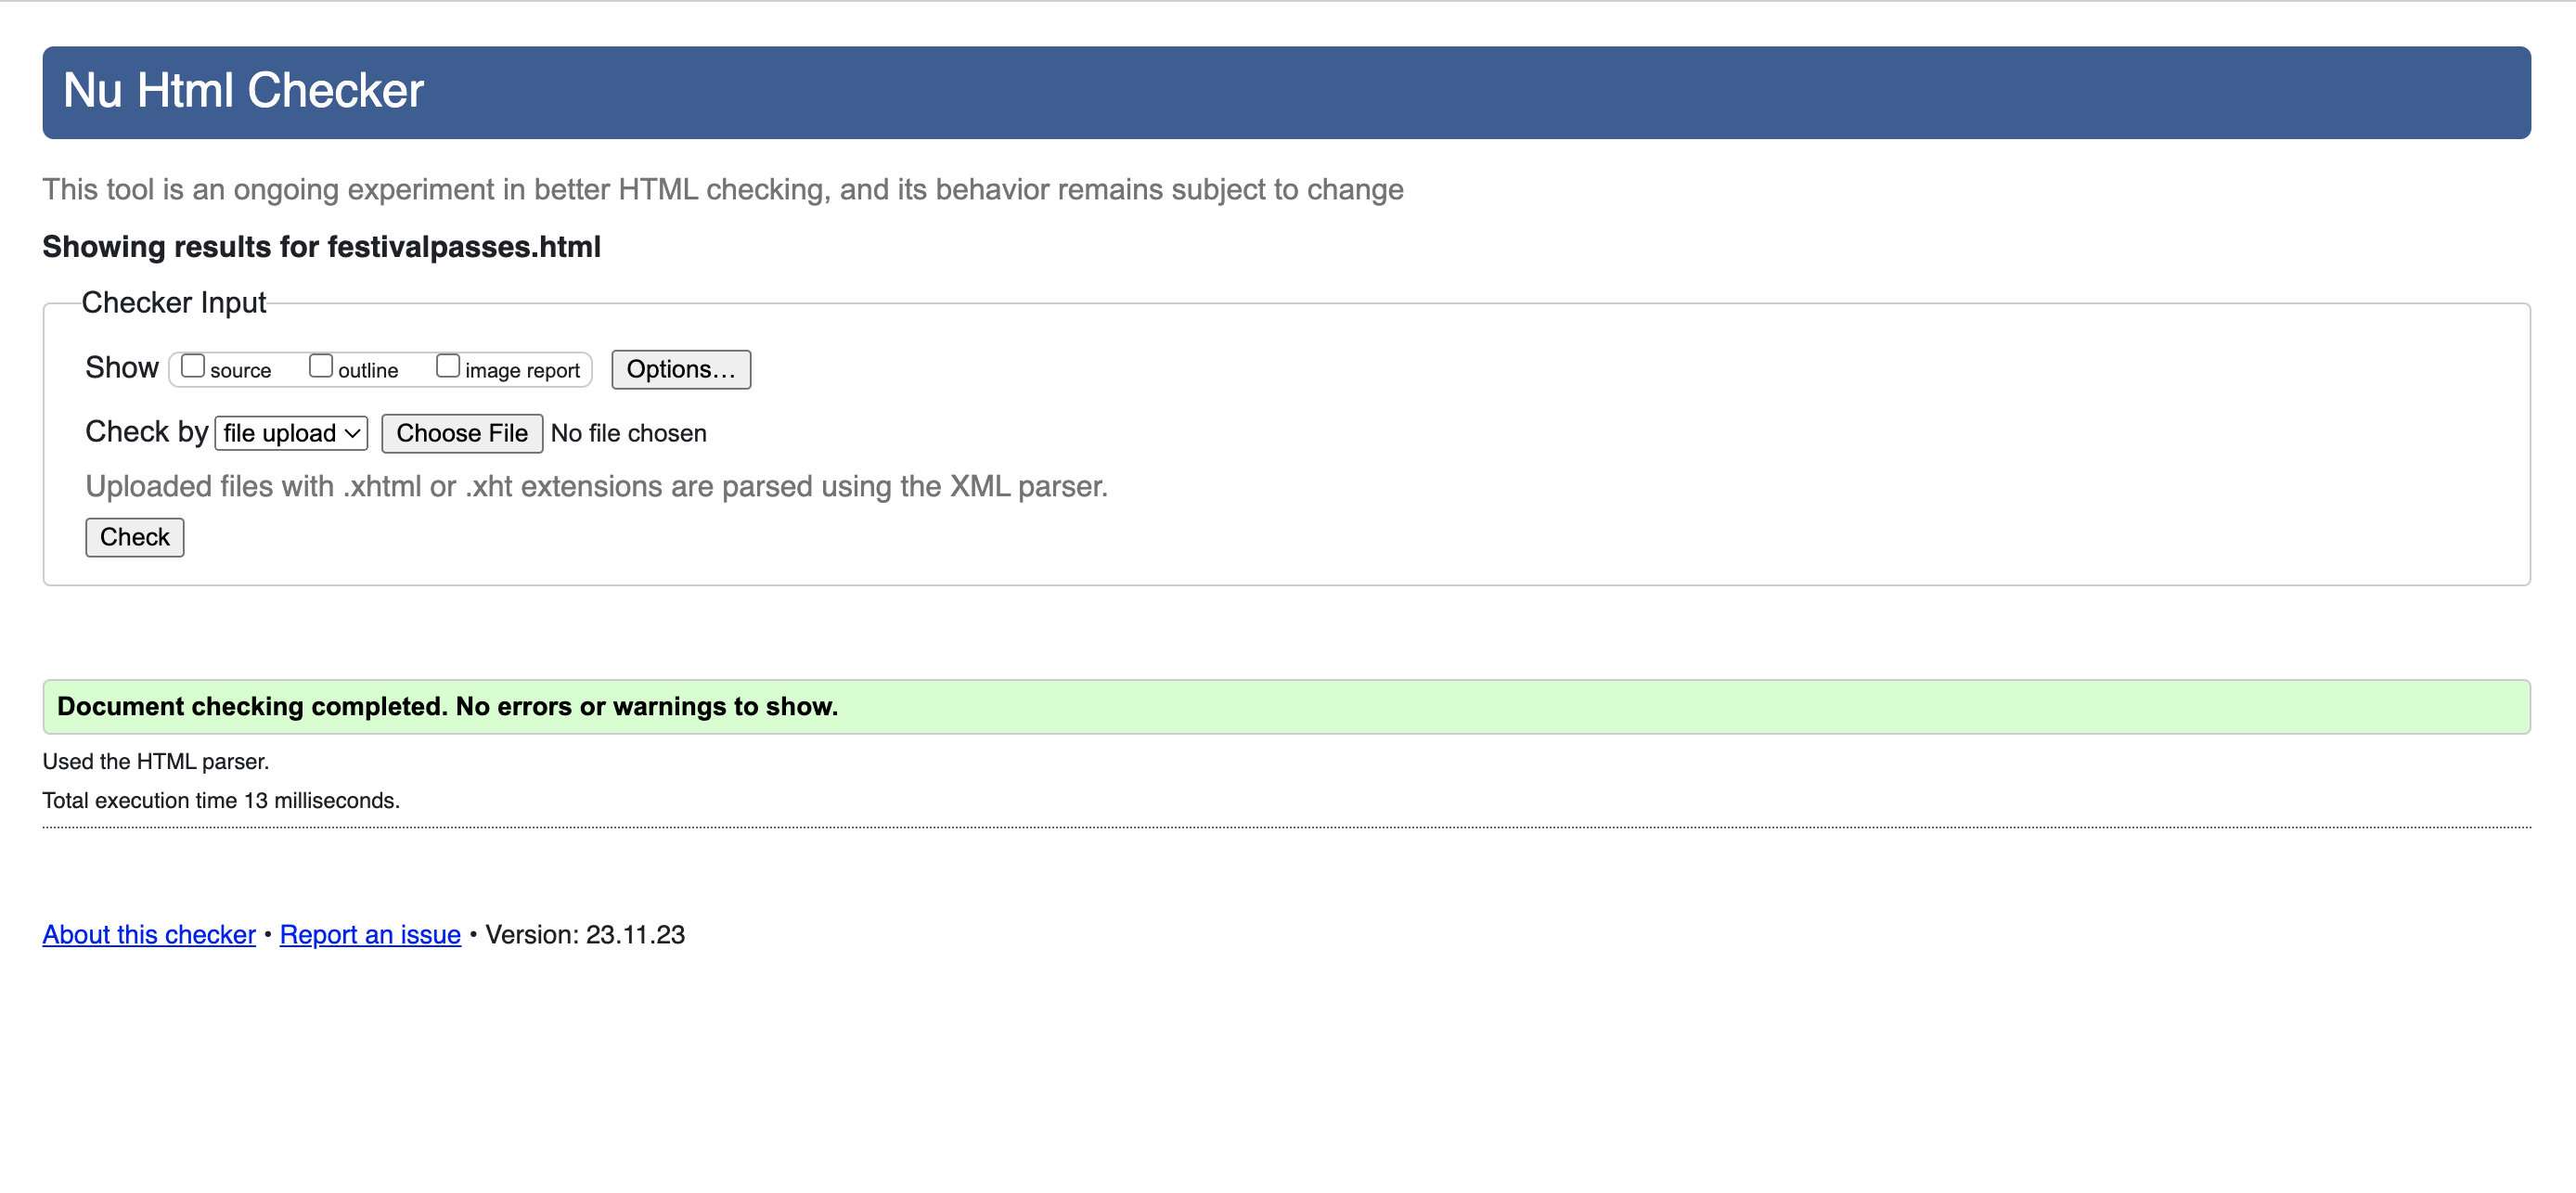 Nu Html Checker
This tool is an ongoing experiment in better HTML checking, and its behavior remains subject to change
Showing results for festivalpasses.html
Checker Input
Show source outline image report Options...
Check by file upload Choose File No file chosen
Uploaded files with .xhtml or .xht extensions are parsed using the XML parser.
Check
Document checking completed. No errors or warnings to show.
Used the HTML parser.
Total execution time 13 milliseconds.
About this checker • Report an issue • Version: 23.11.23